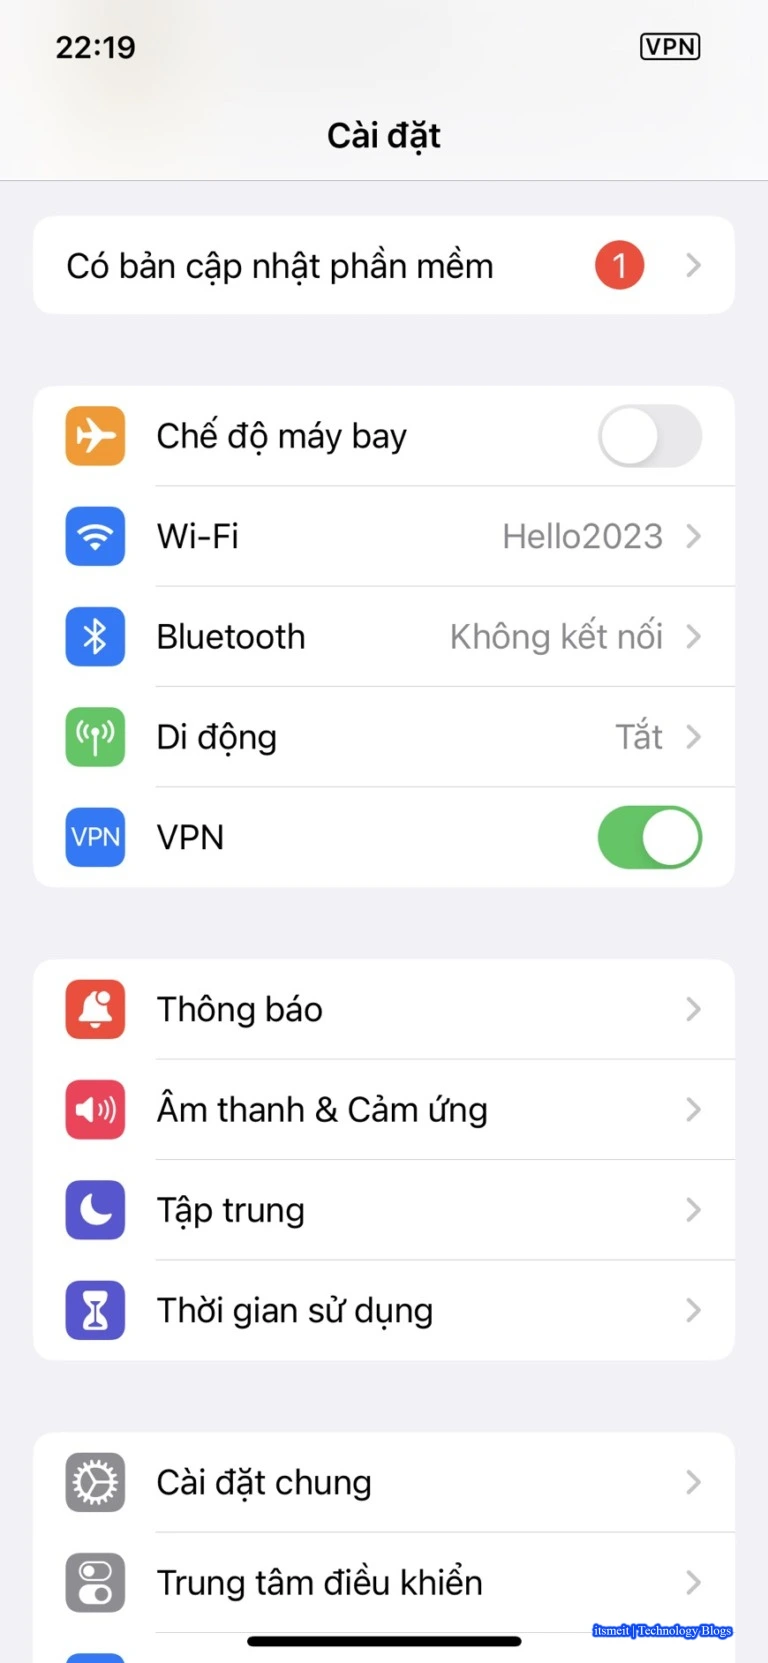 22:19
VPN
Cài đặt
Có bản cập nhật phần mềm
1
Chế độ máy bay
Wi-Fi
Hello2023
Bluetooth
Không kết nối
Di động
Tắt
VPN
VPN
Thông báo
Âm thanh & Cảm ứng
Tập trung
Thời gian sử dụng
Cài đặt chung
Trung tâm điều khiển
itsmeit | Technology Blogs